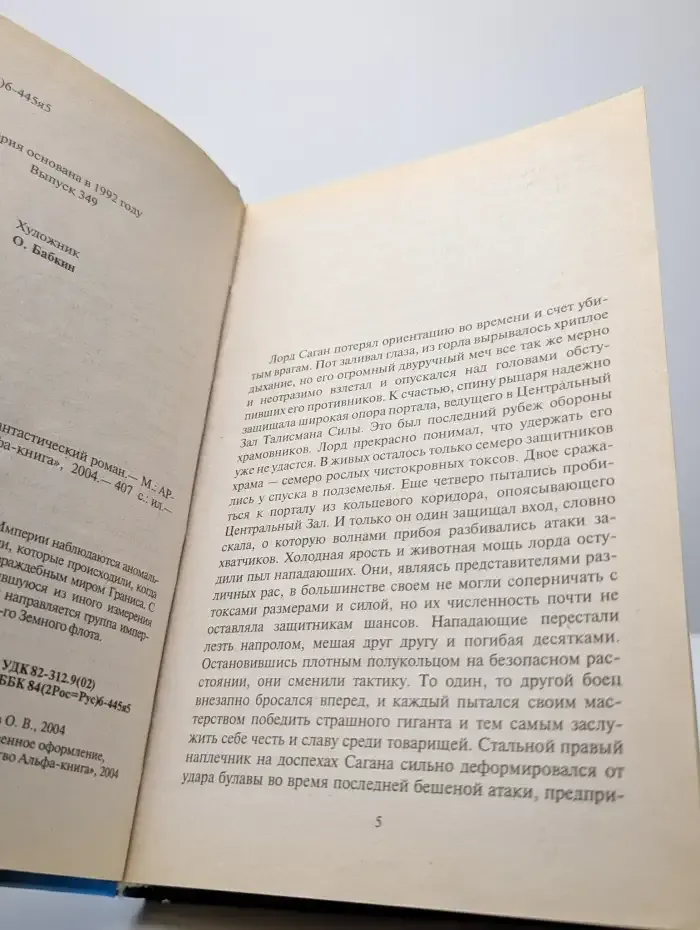 )6-445я5
ерия основана в 1992 году
Выпуск 349
Художник
О. Бабкин
нтастический роман.— М.: АР-
фа-книга», 2004.— 407 с.: ил.—
Империи наблюдаются аномаль-
ки, которые происходили, когда
враждебным миром Граниса. С
вшуюся из иного измерения
направляется группа импер-
-го Земного флота.
УДК 82-312.9(02)
ББК 84(2Рос=Рус)6-445я5
О. В., 2004
енное оформление,
тво Альфа-книга», 2004
Лорд Саган потерял ориентацию во времени и счет уби-
тым врагам. Пот заливал глаза, из горла вырывалось хриплое
дыхание, но его огромный двуручный меч все так же мерно
и неотразимо взлетал и опускался над головами обсту-
пивших его противников. К счастью, спину рыцаря надежно
защищала широкая опора портала, ведущего в Центральный
Зал Талисмана Силы. Это был последний рубеж обороны
храмовников. Лорд прекрасно понимал, что удержать его
уже не удастся. В живых осталось только семеро защитников
храма — семеро рослых чистокровных токсов. Двое сража-
лись у спуска в подземелья. Еще четверо пытались проби-
ться к порталу из кольцевого коридора, опоясывающего
Центральный Зал. И только он один защищал вход, словно
скала, о которую волнами прибоя разбивались атаки за-
хватчиков. Холодная ярость и животная мощь лорда осту-
дили пыл нападающих. Они, являясь представителями раз-
личных рас, в большинстве своем не могли соперничать с
токсами размерами и силой, но их численность почти не
оставляла защитникам шансов. Нападающие перестали
лезть напролом, мешая друг другу и погибая десятками.
Остановившись плотным полукольцом на безопасном рас-
стоянии, они сменили тактику. То один, то другой боец
внезапно бросался вперед, и каждый пытался своим мас-
терством победить страшного гиганта и тем самым заслу-
жить себе честь и славу среди товарищей. Стальной правый
наплечник на доспехах Сагана сильно деформировался от
удара булавы во время последней бешеной атаки, предпри-
5